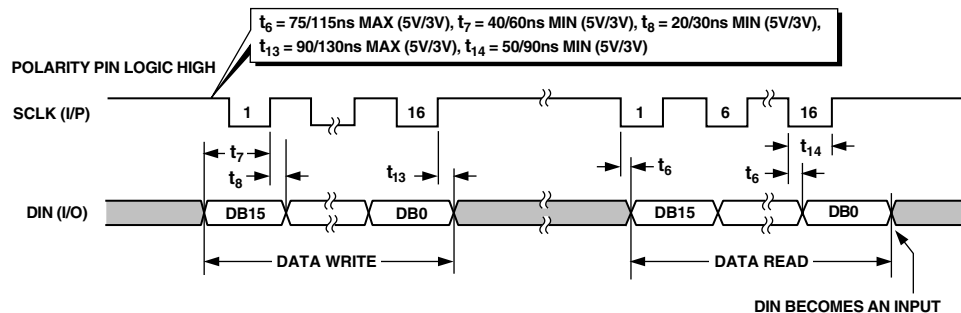 t6 = 75/115ns MAX (5V/3V), t7 = 40/60ns MIN (5V/3V), t8 = 20/30ns MIN (5V/3V),
t13 = 90/130ns MAX (5V/3V), t14 = 50/90ns MIN (5V/3V)
POLARITY PIN LOGIC HIGH
SCLK (I/P)
1
16
1
6
16
t7
t8
t13
t6
t6
t14
DIN (I/O)
DB15
DB0
DB15
DB0
DATA WRITE
DATA READ
DIN BECOMES AN INPUT